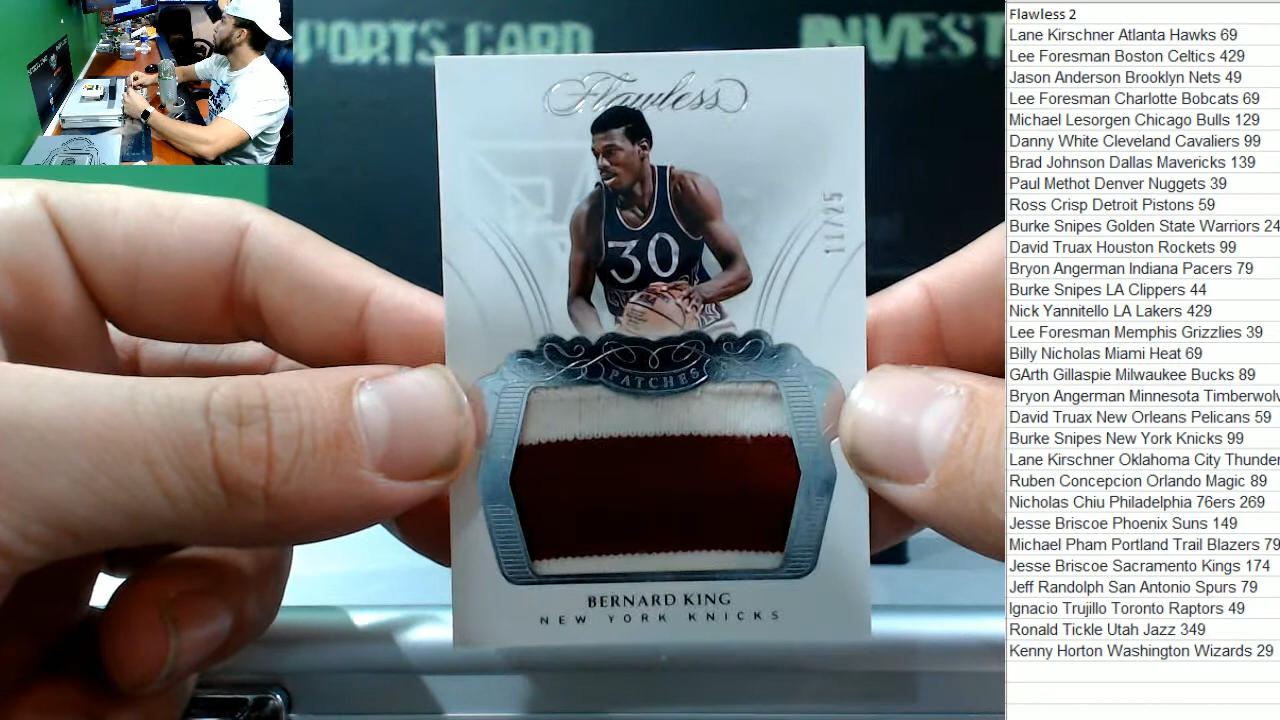 PORTS CARD
INVEST
Flawless
11/25
30
PATCHES
BERNARD KING
NEW YORK KNICKS
Flawless 2
Lane Kirschner Atlanta Hawks 69
Lee Foresman Boston Celtics 429
Jason Anderson Brooklyn Nets 49
Lee Foresman Charlotte Bobcats 69
Michael Lesorgen Chicago Bulls 129
Danny White Cleveland Cavaliers 99
Brad Johnson Dallas Mavericks 139
Paul Methot Denver Nuggets 39
Ross Crisp Detroit Pistons 59
Burke Snipes Golden State Warriors 24
David Truax Houston Rockets 99
Bryon Angerman Indiana Pacers 79
Burke Snipes LA Clippers 44
Nick Yannitello LA Lakers 429
Lee Foresman Memphis Grizzlies 39
Billy Nicholas Miami Heat 69
GArth Gillaspie Milwaukee Bucks 89
Bryon Angerman Minnesota Timberwolv
David Truax New Orleans Pelicans 59
Burke Snipes New York Knicks 99
Lane Kirschner Oklahoma City Thunder
Ruben Concepcion Orlando Magic 89
Nicholas Chiu Philadelphia 76ers 269
Jesse Briscoe Phoenix Suns 149
Michael Pham Portland Trail Blazers 79
Jesse Briscoe Sacramento Kings 174
Jeff Randolph San Antonio Spurs 79
Ignacio Trujillo Toronto Raptors 49
Ronald Tickle Utah Jazz 349
Kenny Horton Washington Wizards 29